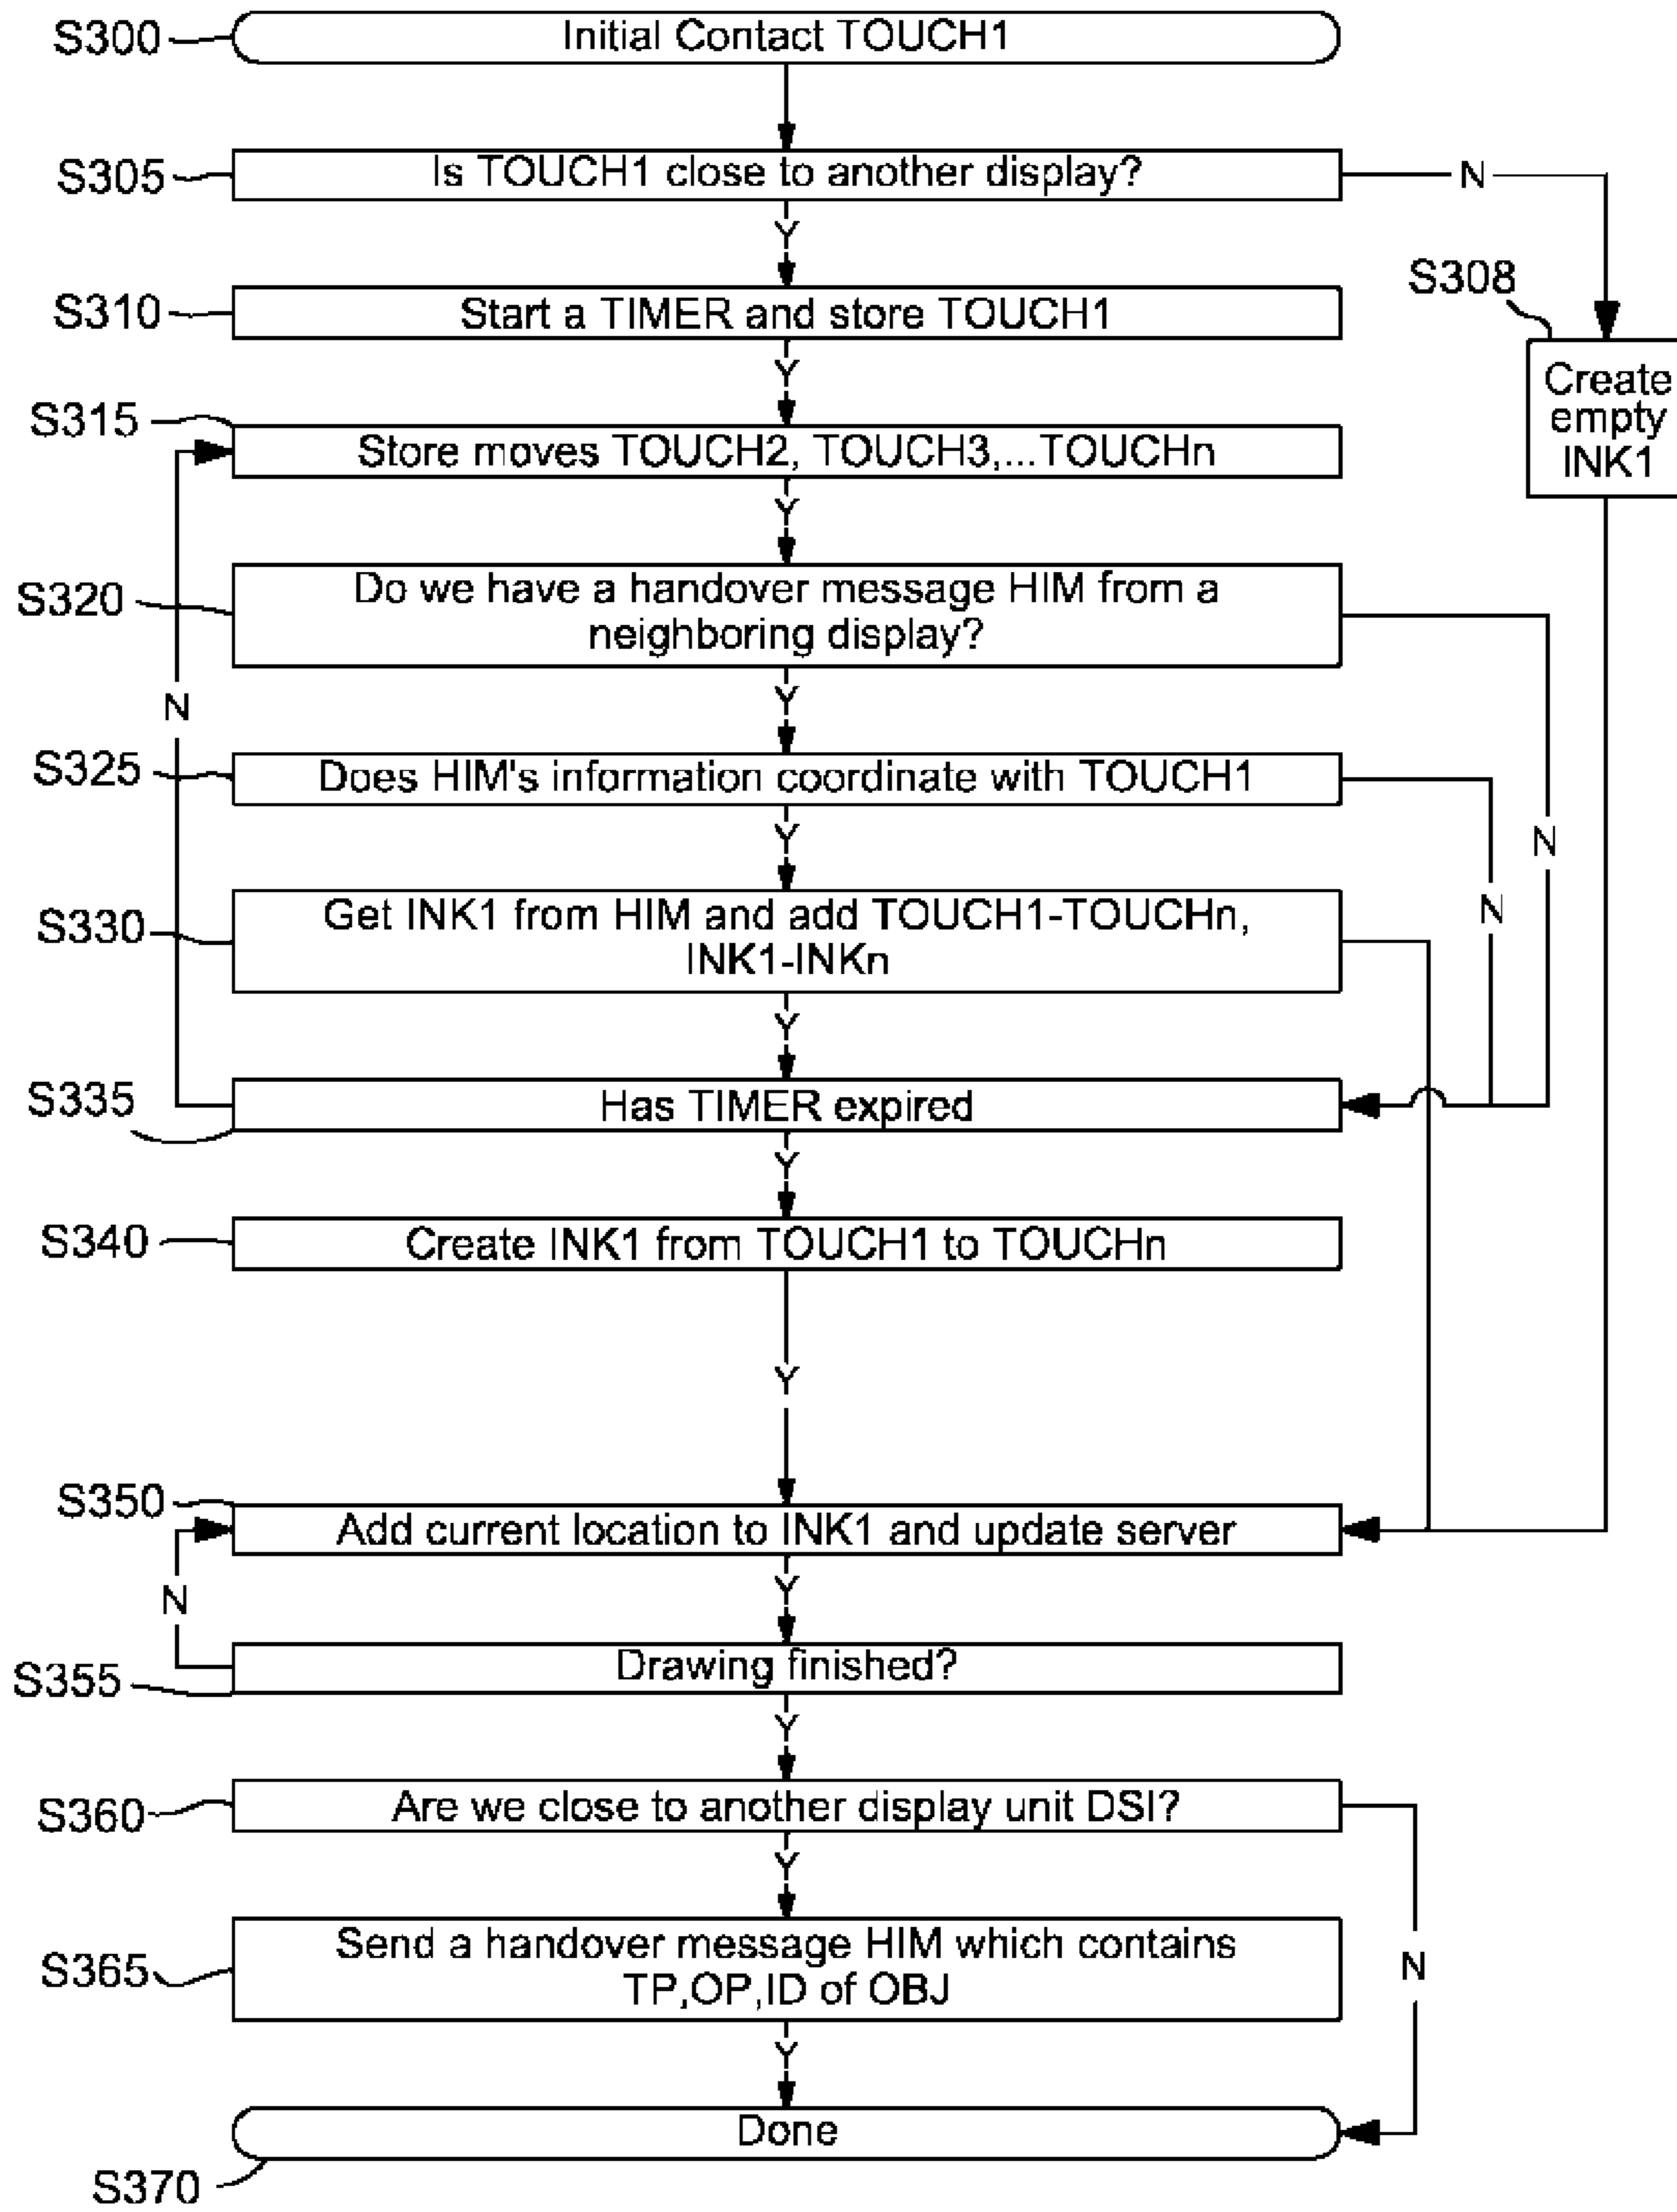 S300
Initial Contact TOUCH1
S305
Is TOUCH1 close to another display?
N
Y
S308
Create
empty
INK1
S310
Start a TIMER and store TOUCH1
Y
S315
Store moves TOUCH2, TOUCH3,...TOUCHn
Y
S320
Do we have a handover message HIM from a
neighboring display?
N
Y
S325
Does HIM's information coordinate with TOUCH1
N
Y
N
S330
Get INK1 from HIM and add TOUCH1-TOUCHn,
INK1-INKn
Y
S335
Has TIMER expired
Y
S340
Create INK1 from TOUCH1 to TOUCHn
Y
S350
Add current location to INK1 and update server
Y
N
S355
Drawing finished?
Y
S360
Are we close to another display unit DSI?
Y
S365
Send a handover message HIM which contains
TP,OP,ID of OBJ
N
Y
Done
S370